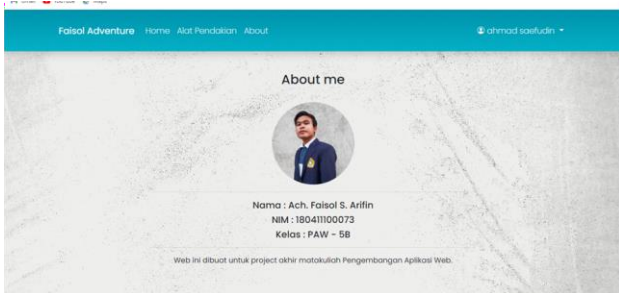 Faisol Adventure Home Alat Pendakian About ahmad saefudin
About me
Nama : Ach. Faisol S. Arifin
NIM : 180411100073
Kelas : PAW - 5B
Web ini dibuat untuk project akhir matakuliah Pengembangan Aplikasi Web.